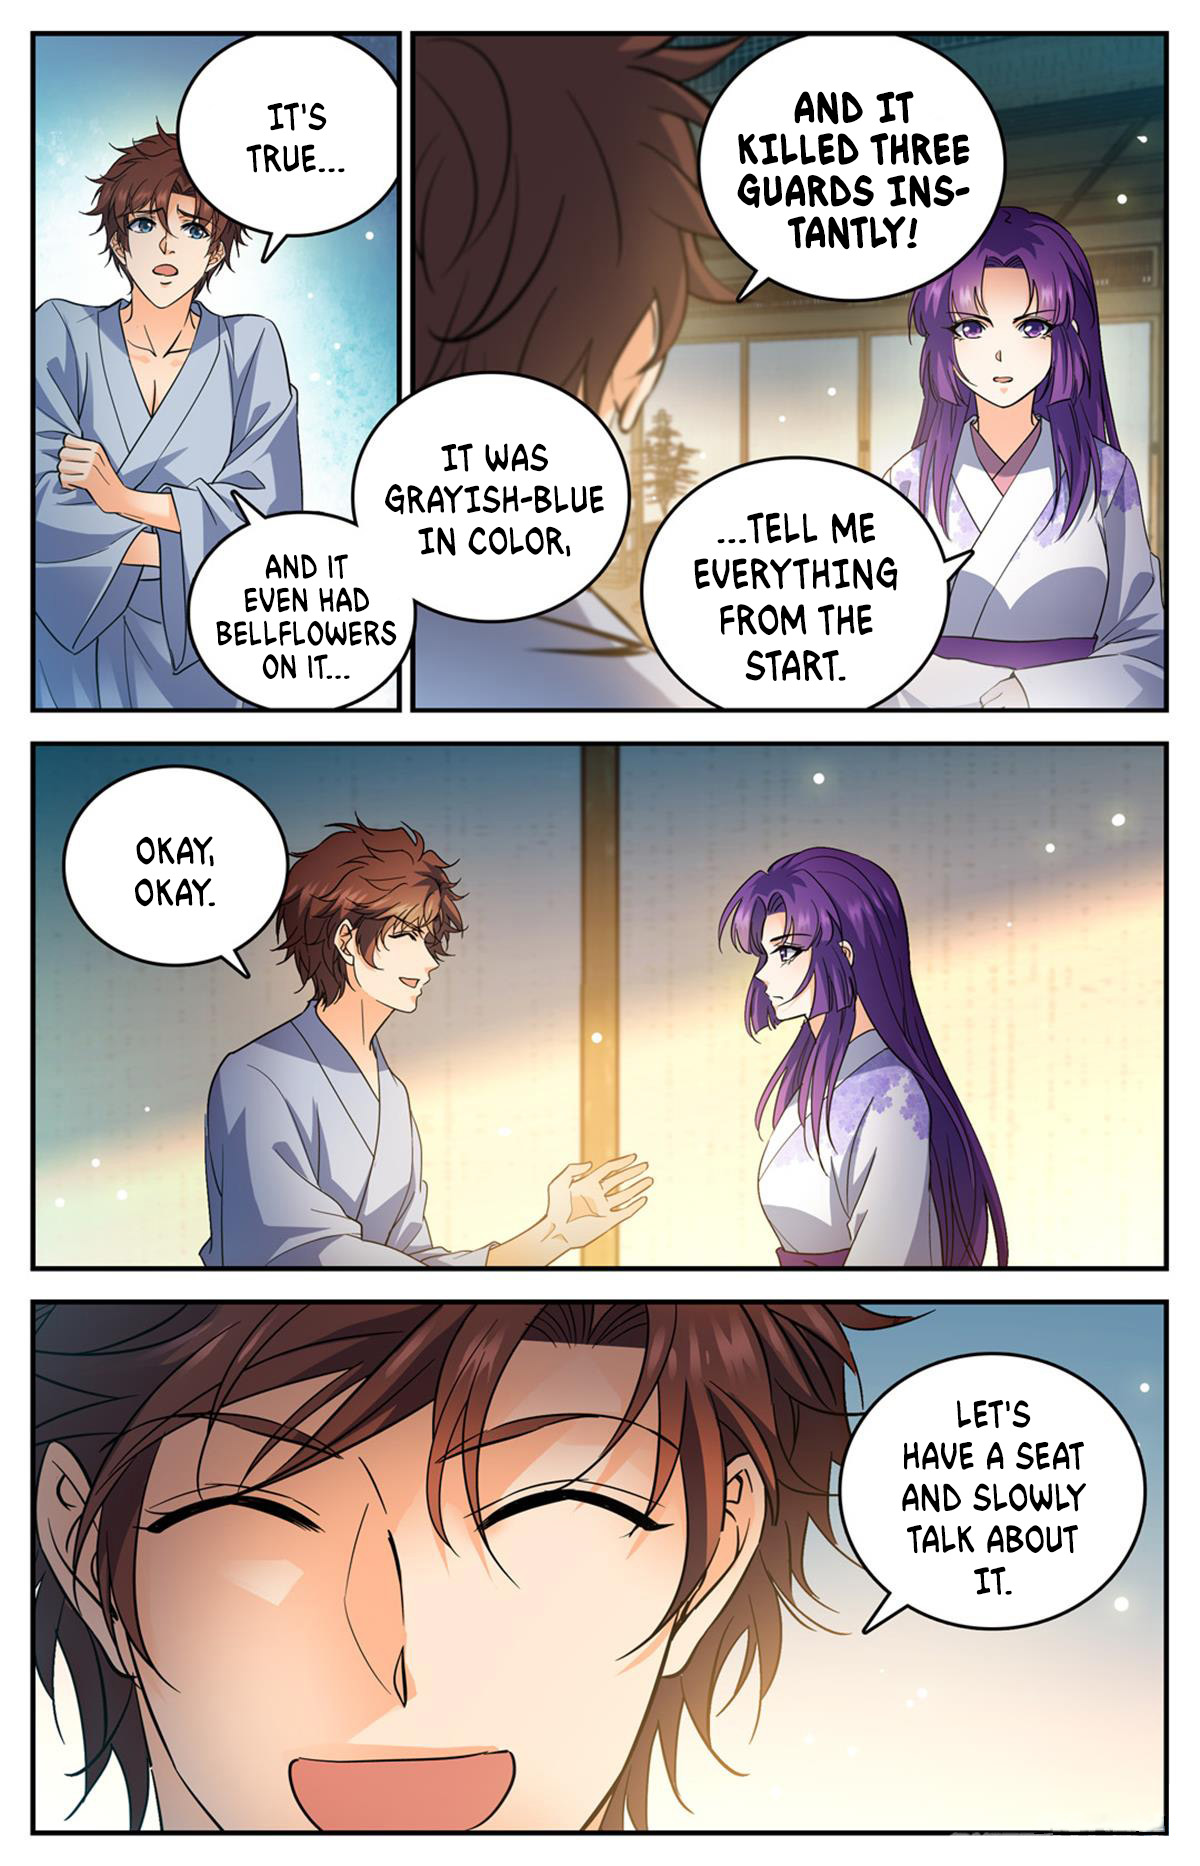 IT'S
TRUE...
IT WAS
GRAYISH-BLUE
IN COLOR,
AND IT
EVEN HAD
BELLFLOWERS
ON IT...
AND IT
KILLED THREE
GUARDS INS-
TANTLY!
...TELL ME
EVERYTHING
FROM THE
START.
OKAY,
OKAY.
LET'S
HAVE A SEAT
AND SLOWLY
TALK ABOUT
IT.